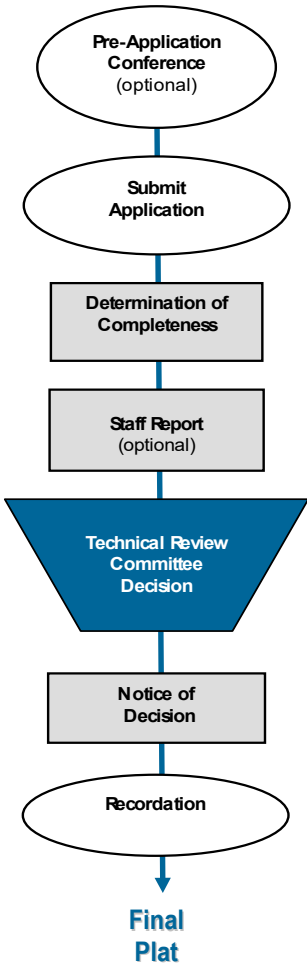 Pre-Application
Conference
(optional)
Submit
Application
Determination of
Completeness
Staff Report
(optional)
Technical Review
Committee
Decision
Notice of
Decision
Recordation
Final
Plat